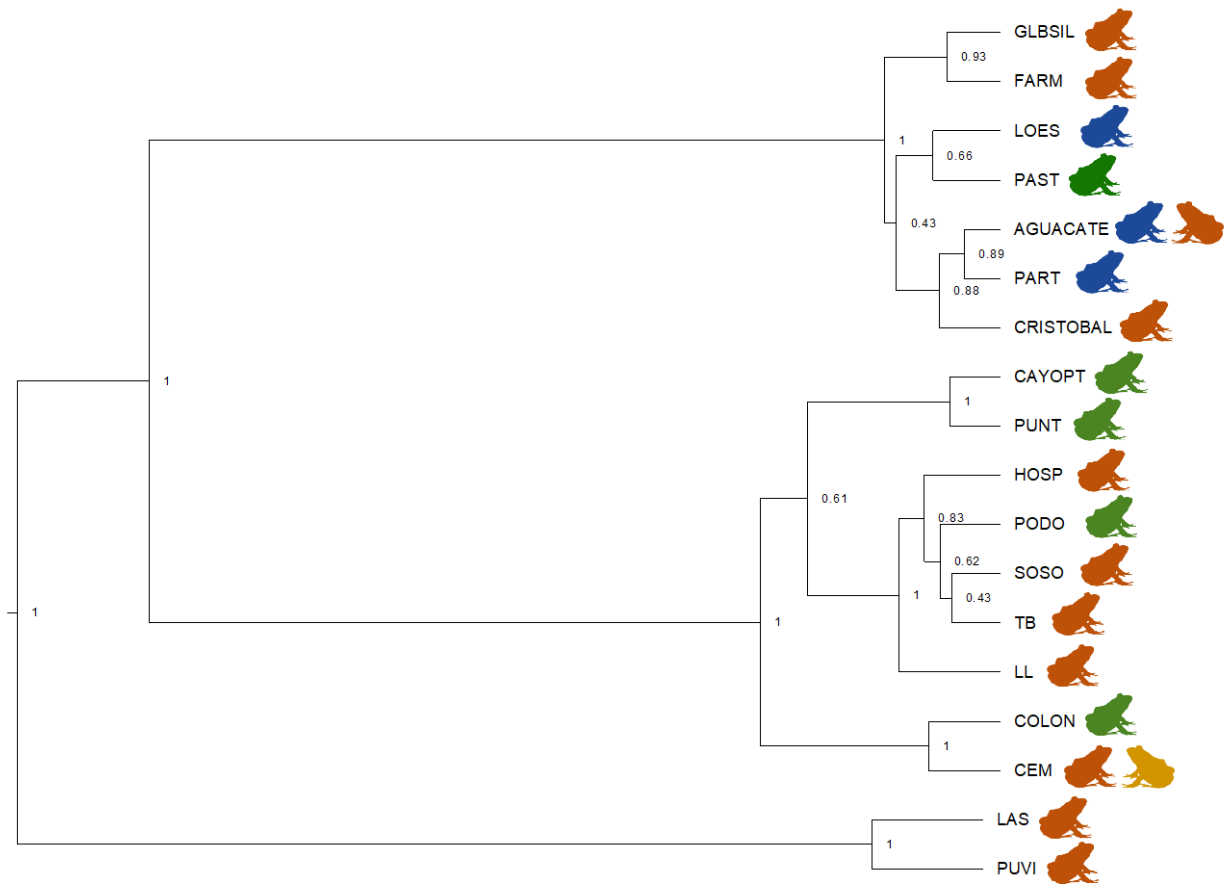 GLBSIL
0.93
FARM
LOES
1
0.66
PAST
0.43
AGUACATE
0.89
PART
0.88
CRISTOBAL
CAYOPT
1
1
PUNT
HOSP
0.61
0.83
PODO
0.62
SOSO
1
0.43
1
1
TB
LL
COLON
1
CEM
LAS
1
PUVI